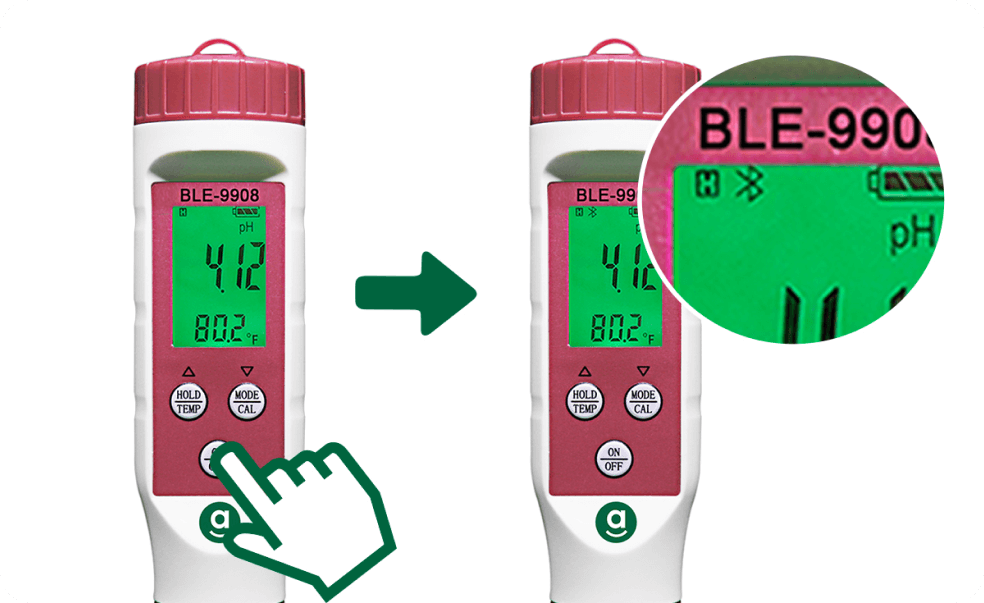 BLE-9908
H
pH
4.12
80.2°F
△ ▽
HOLD
TEMP
MODE
CAL
a
BLE-99
H
4.1
80.2°F
△ ▽
HOLD
TEMP
MODE
CAL
ON
OFF
a
BLE-990
H
pH